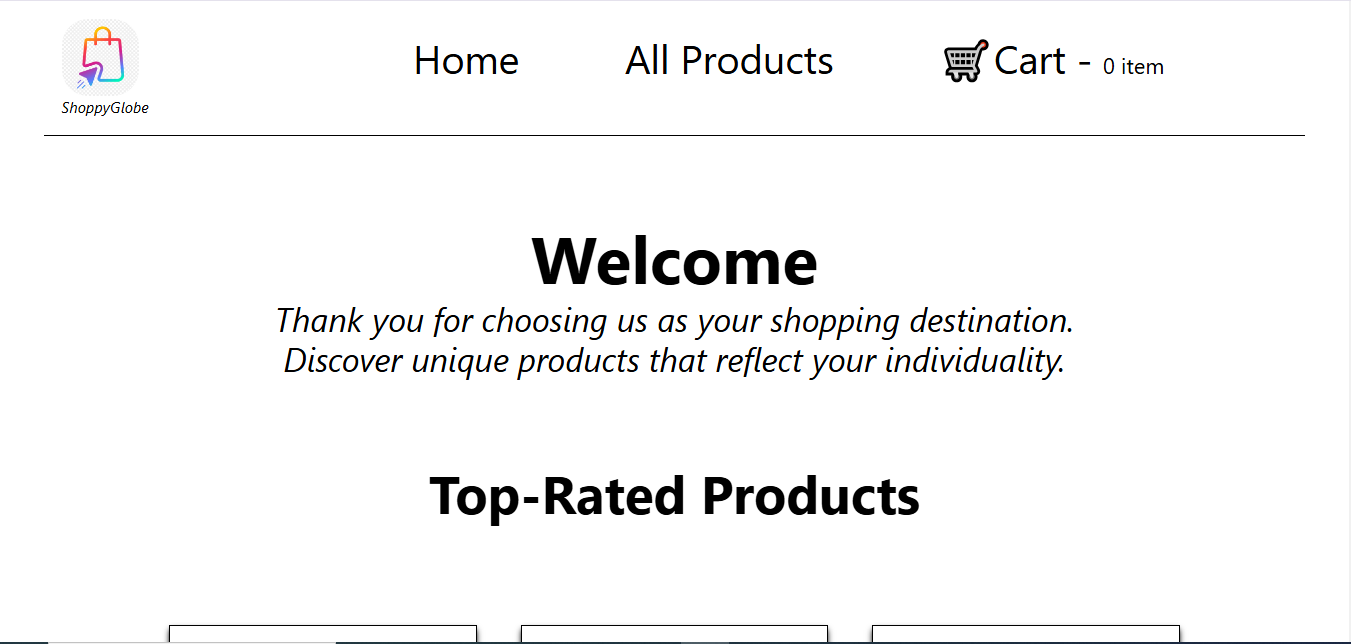 Home All Products Cart - 0 item
ShoppyGlobe
Welcome
Thank you for choosing us as your shopping destination.
Discover unique products that reflect your individuality.
Top-Rated Products